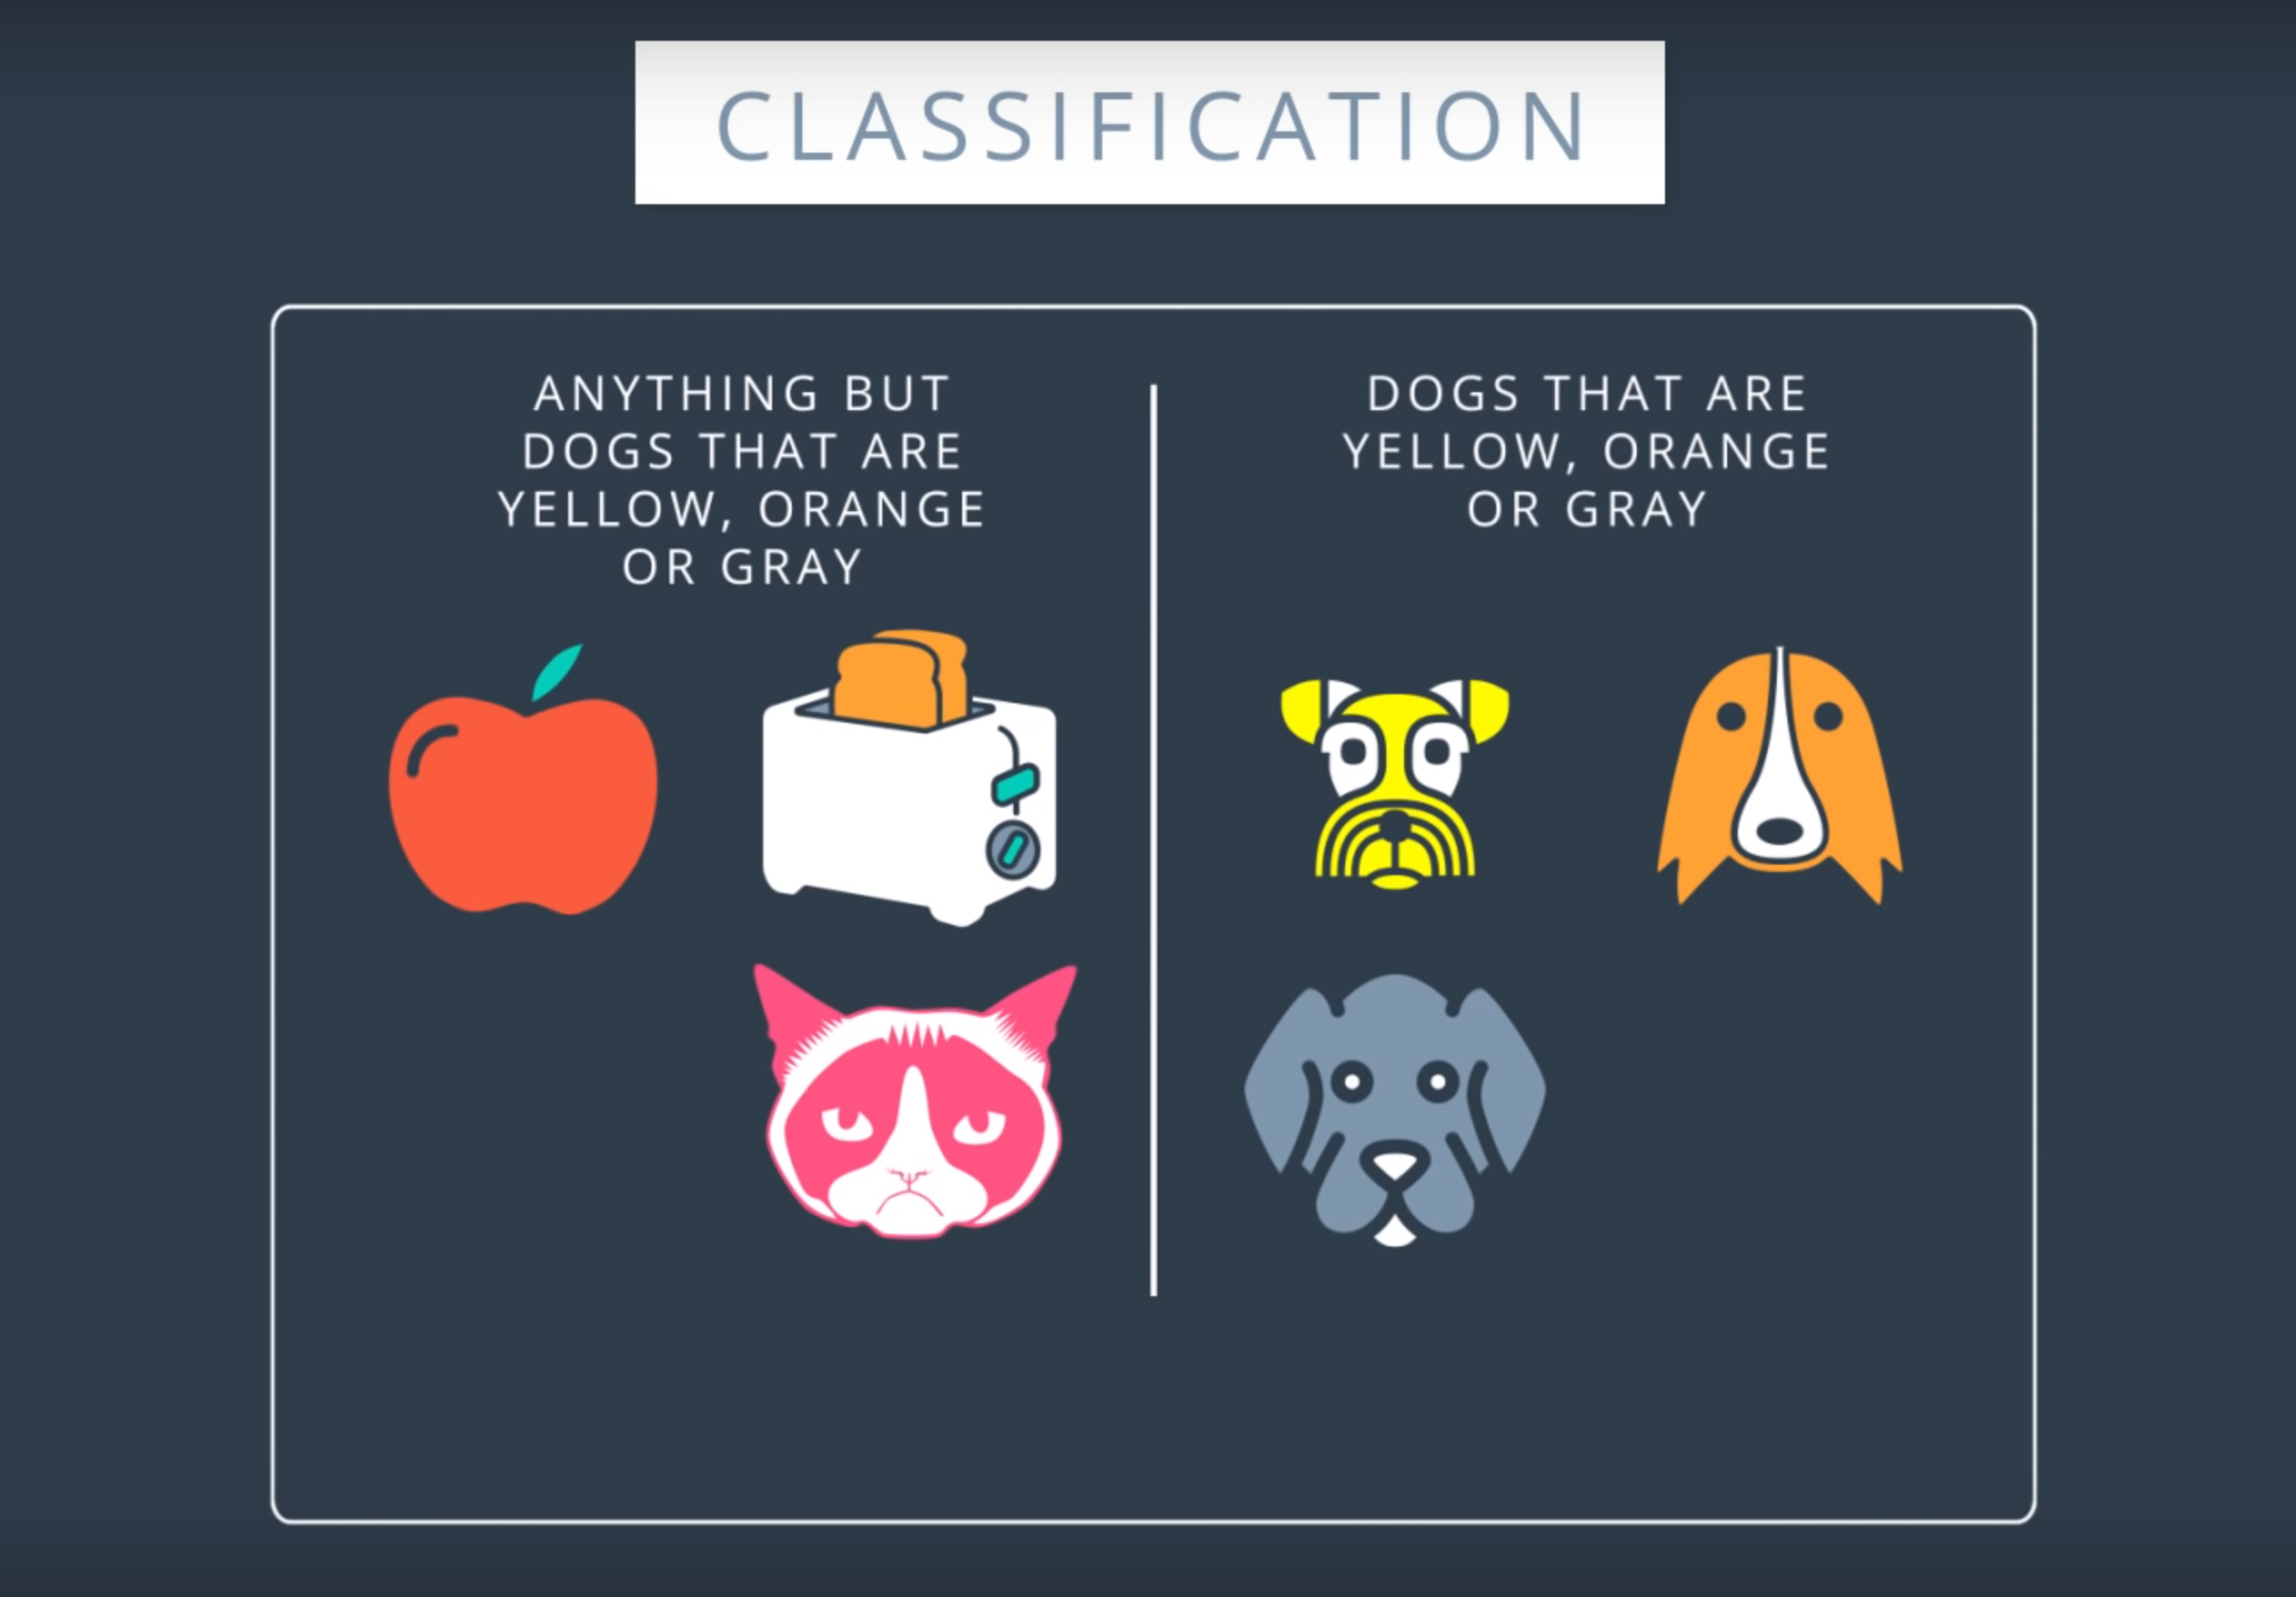 CLASSIFICATION
ANYTHING BUT
DOGS THAT ARE
YELLOW, ORANGE
OR GRAY
DOGS THAT ARE
YELLOW, ORANGE
OR GRAY